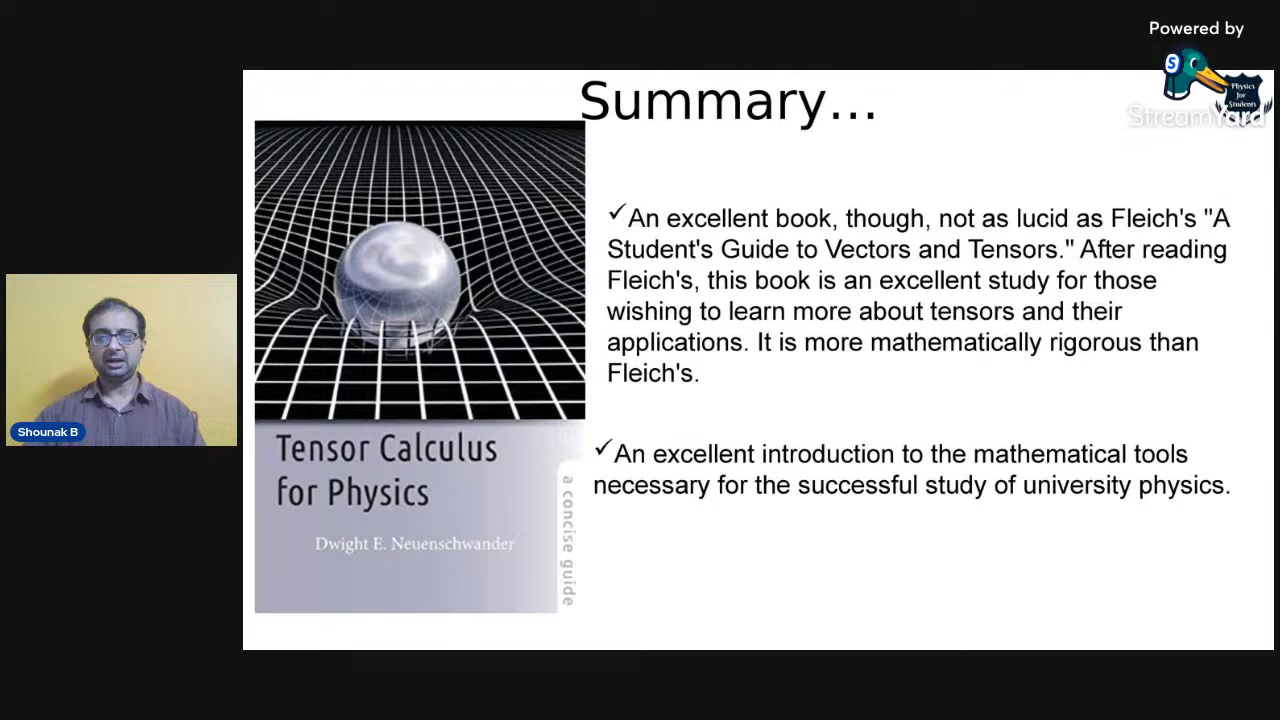 Powered by
S
Physics
for
Students
StreamYard
Summary...
✓An excellent book, though, not as lucid as Fleich's "A
Student's Guide to Vectors and Tensors." After reading
Fleich's, this book is an excellent study for those
wishing to learn more about tensors and their
applications. It is more mathematically rigorous than
Fleich's.
✓An excellent introduction to the mathematical tools
necessary for the successful study of university physics.
Tensor Calculus
for Physics
Dwight E. Neuenschwander
a concise guide
Shounak B